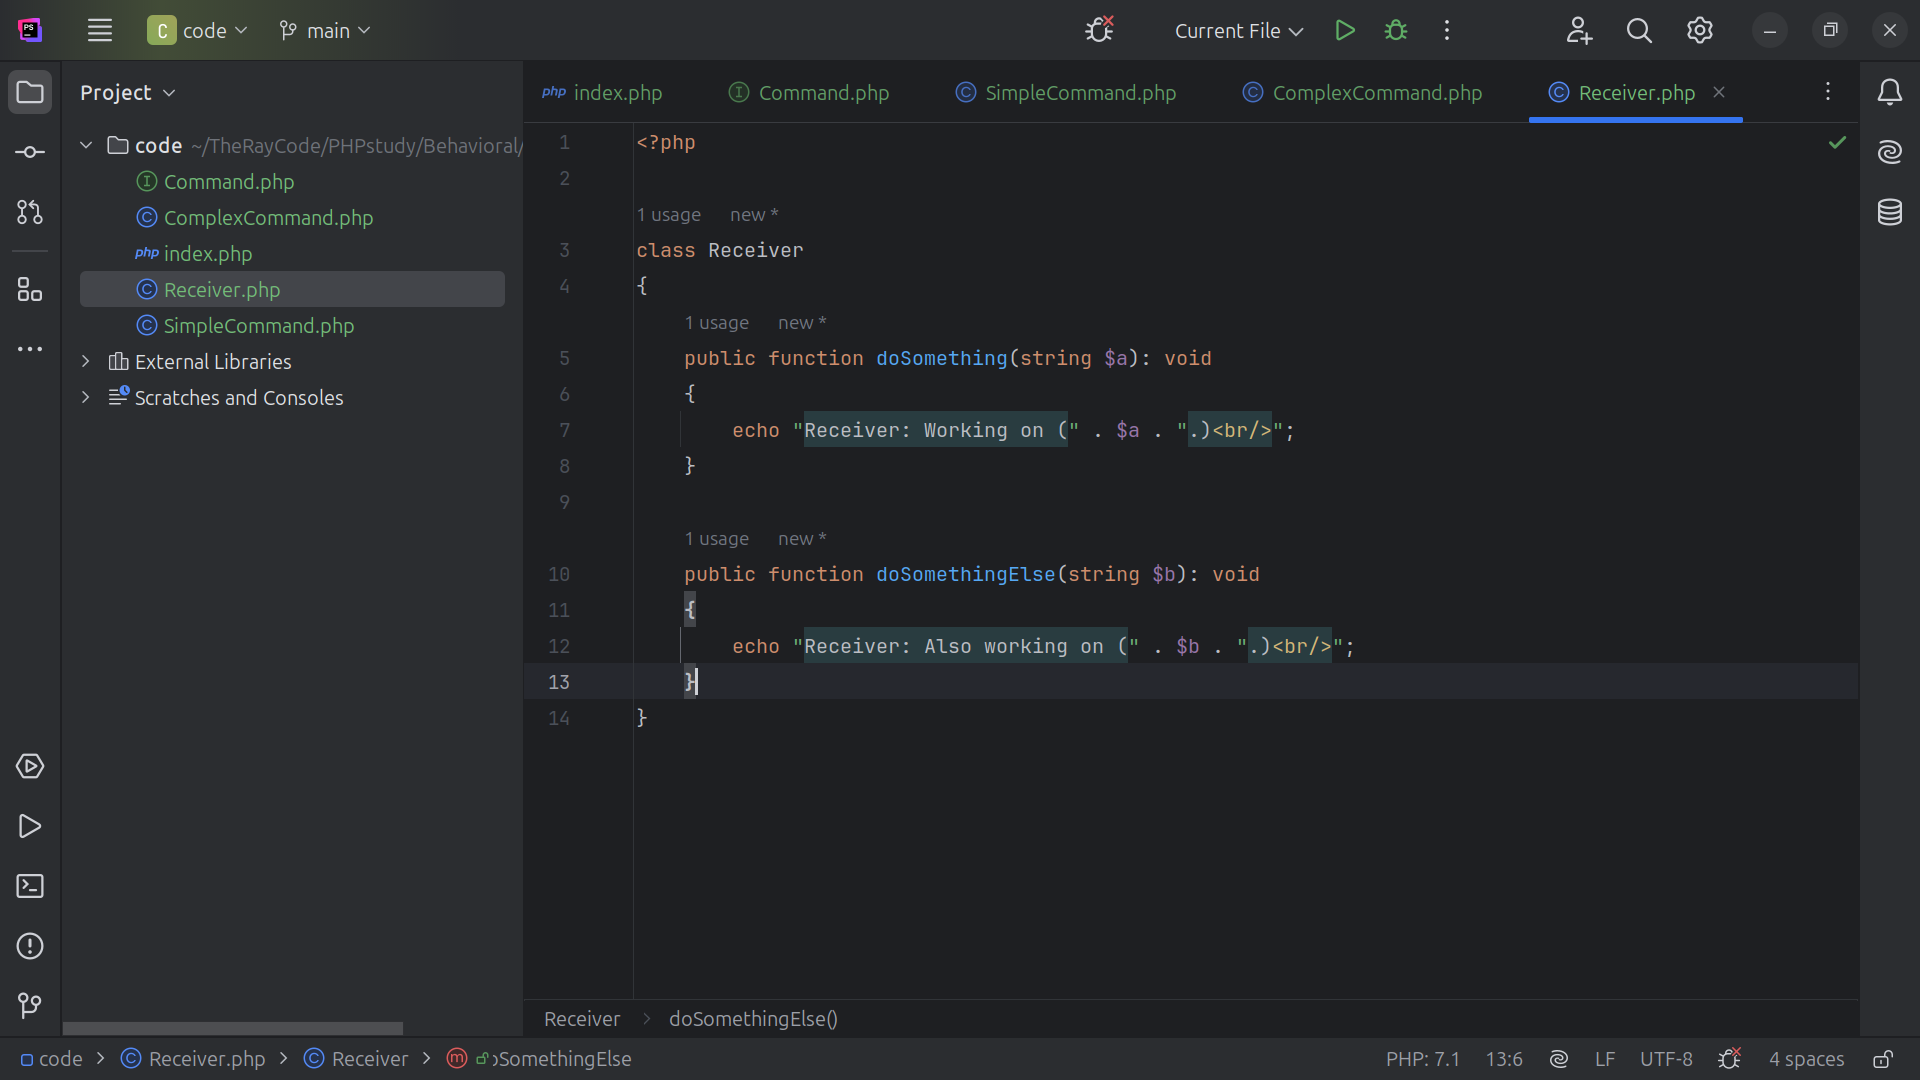 PS
C code
main
Current File
Project
php index.php
I Command.php
C SimpleCommand.php
C ComplexCommand.php
C Receiver.php
code ~/TheRayCode/PHPstudy/Behavioral/
I Command.php
C ComplexCommand.php
php index.php
C Receiver.php
C SimpleCommand.php
External Libraries
Scratches and Consoles
1 <?php
2
1 usage new *
3 class Receiver
4 {
1 usage new *
5 public function doSomething(string $a): void
6 {
7 echo "Receiver: Working on (" . $a . ".)<br/>";
8 }
9
1 usage new *
10 public function doSomethingElse(string $b): void
11 {
12 echo "Receiver: Also working on (" . $b . ".)<br/>";
13 }
14 }
Receiver > doSomethingElse()
code > C Receiver.php > C Receiver > m oSomethingElse
PHP: 7.1 13:6 LF UTF-8 4 spaces